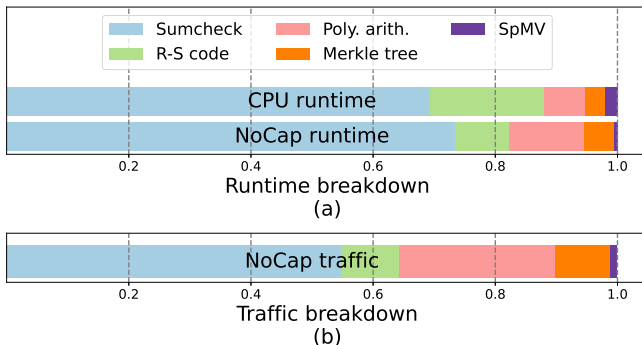 Sumcheck Poly. arith. SpMV
R-S code Merkle tree
CPU runtime
NoCap runtime
0.2 0.4 0.6 0.8 1.0
Runtime breakdown
(a)
NoCap traffic
0.2 0.4 0.6 0.8 1.0
Traffic breakdown
(b)